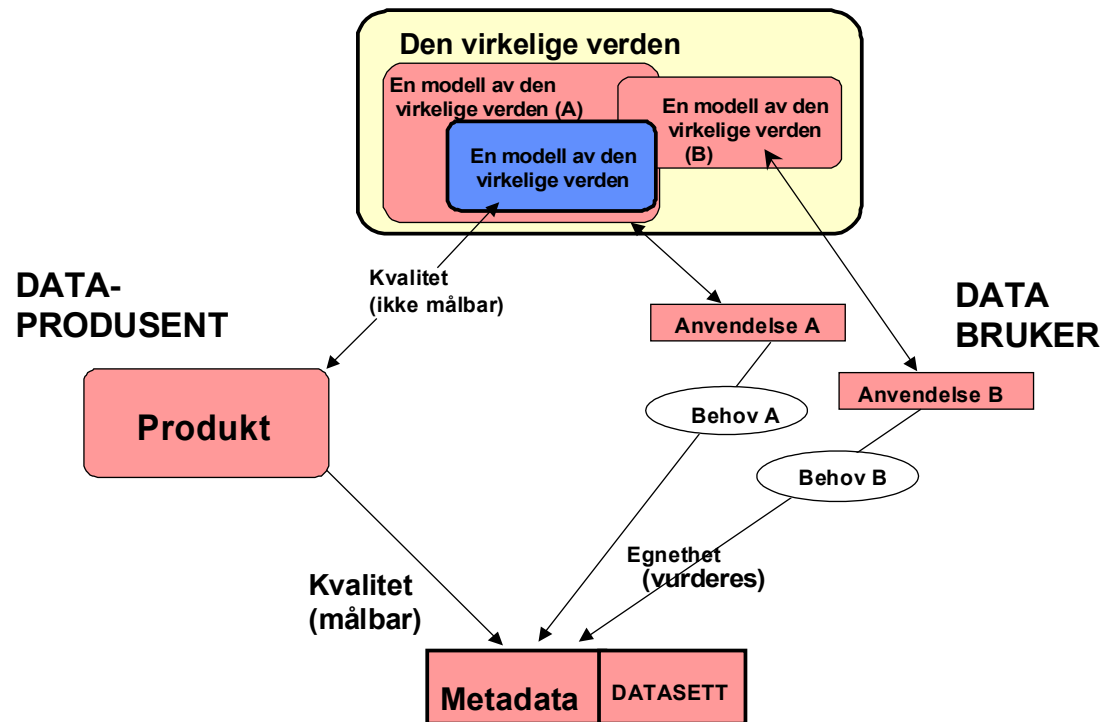 Den virkelige verden
En modell av den
virkelige verden (A)
En modell av den
virkelige verden
(B)
En modell av den
virkelige verden
DATA-
PRODUSENT
Kvalitet
(ikke målbar)
DATA
BRUKER
Anvendelse A
Anvendelse B
Produkt
Behov A
Behov B
Egnethet
(vurderes)
Kvalitet
(målbar)
Metadata
DATASETT